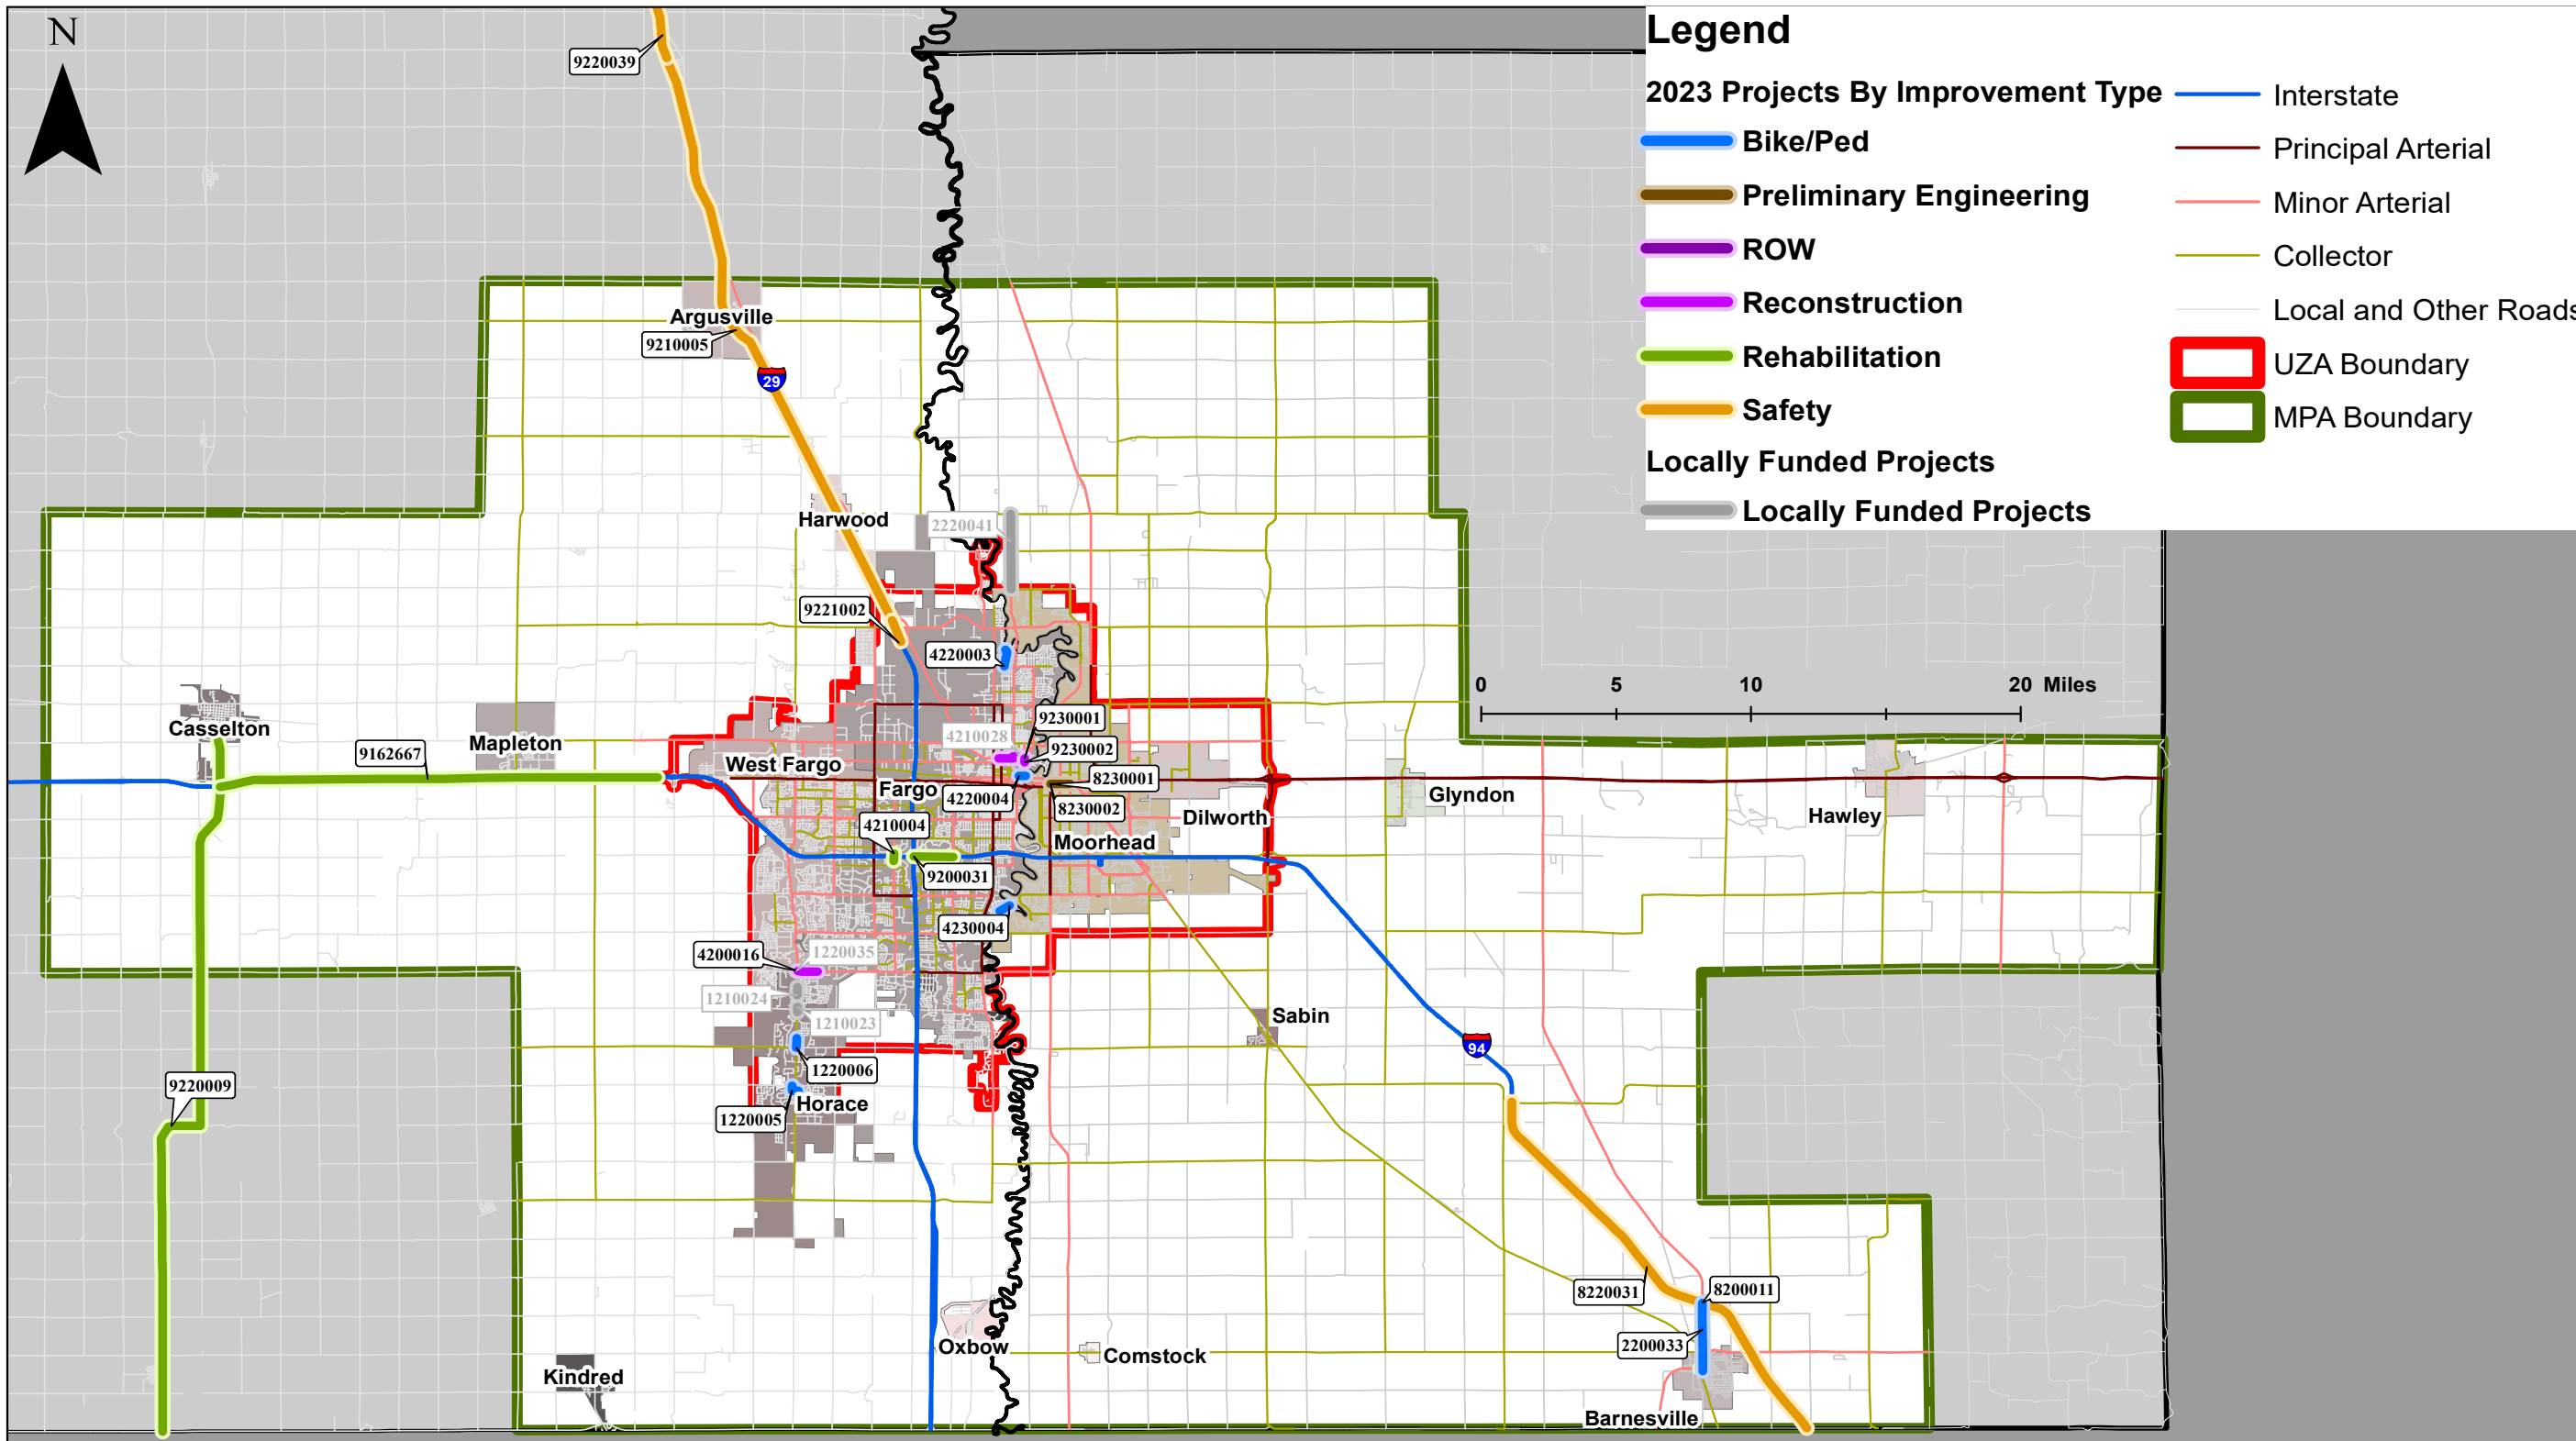 N
Legend
2023 Projects By Improvement Type
Bike/Ped
Preliminary Engineering
ROW
Reconstruction
Rehabilitation
Safety
Locally Funded Projects
Locally Funded Projects
Interstate
Principal Arterial
Minor Arterial
Collector
Local and Other Roads
UZA Boundary
MPA Boundary
0 5 10 20 Miles
9220039
Argusville
9210005
29
Harwood
2220041
9221002
4220003
9230001
4210028
9230002
Casselton
9162667
Mapleton
West Fargo
8230001
Fargo
4220004
8230002
Glyndon
Hawley
Dilworth
4210004
Moorhead
9200031
4230004
4200016
1220035
1210024
1210023
Sabin
94
1220006
9220009
Horace
1220005
8220031
8200011
2200033
Oxbow
Comstock
Kindred
Barnesville